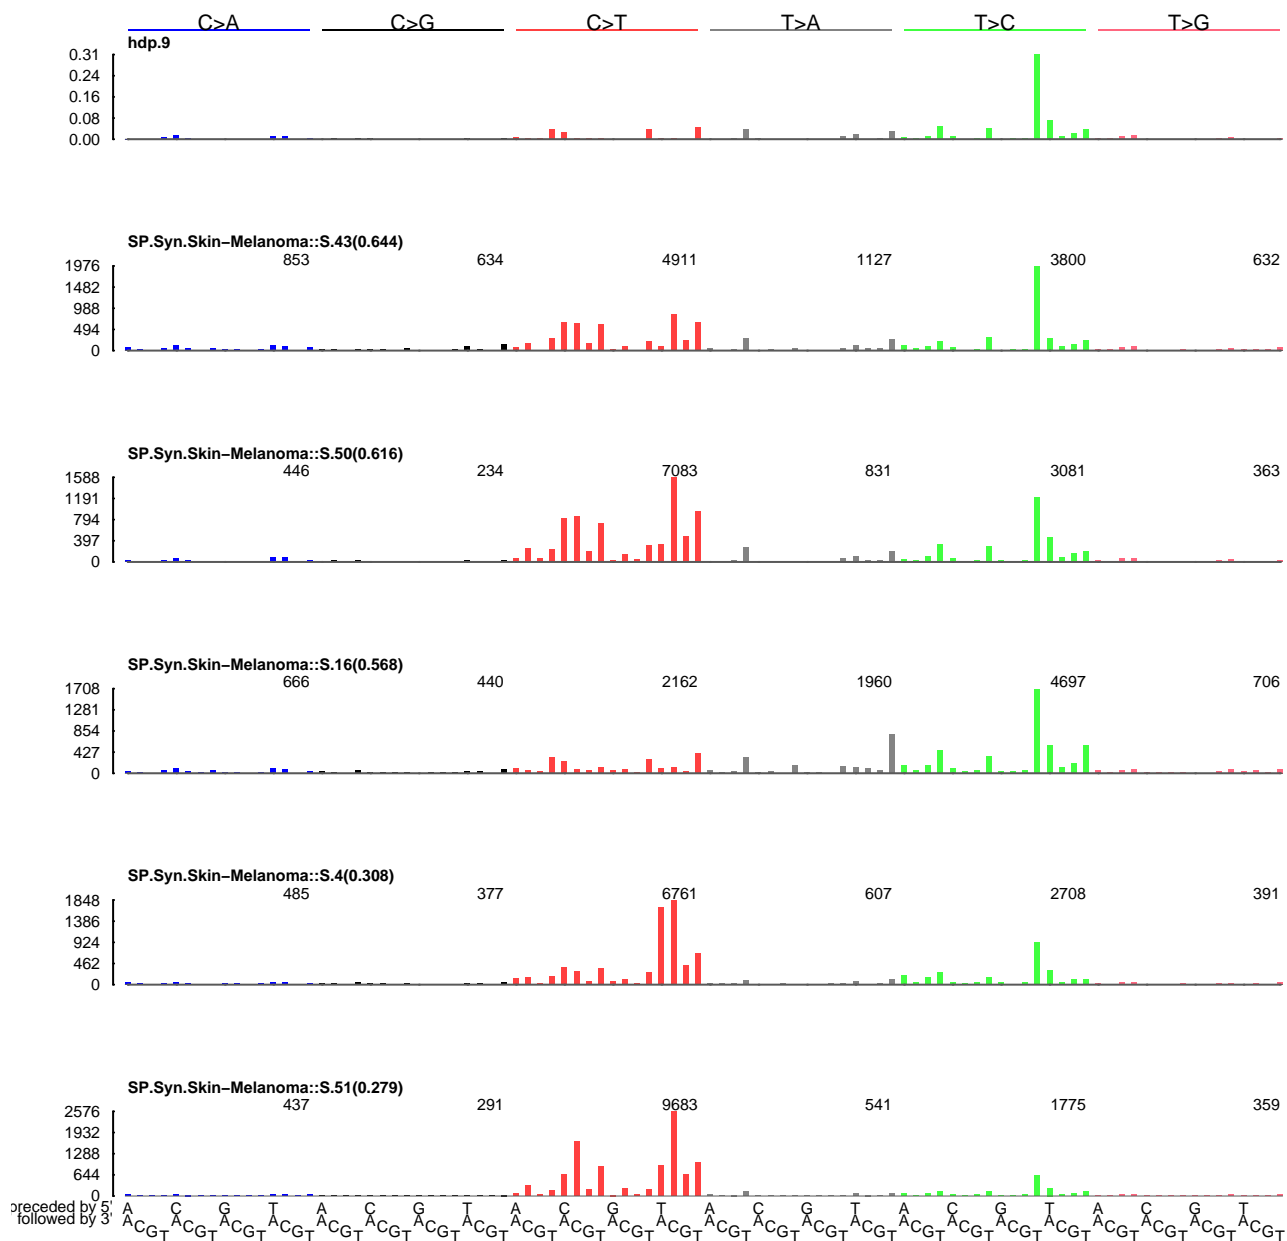 C>A C>G C>T T>A T>C T>G
hdp.9
0.31
0.24
0.16
0.08
0.00
SP.Syn.Skin−Melanoma::S.43(0.644)
853 634 4911 1127 3800 632
1976
1482
988
494
0
SP.Syn.Skin−Melanoma::S.50(0.616)
446 234 7083 831 3081 363
1588
1191
794
397
0
SP.Syn.Skin−Melanoma::S.16(0.568)
666 440 2162 1960 4697 706
1708
1281
854
427
0
SP.Syn.Skin−Melanoma::S.4(0.308)
485 377 6761 607 2708 391
1848
1386
924
462
0
SP.Syn.Skin−Melanoma::S.51(0.279)
437 291 9683 541 1775 359
2576
1932
1288
644
0
preceded by 5' A C G T A C G T A C G T A C G T A C G T A C G T
followed by 3' A C G T A C G T A C G T A C G T A C G T A C G T A C G T A C G T A C G T A C G T A C G T A C G T A C G T A C G T A C G T A C G T A C G T A C G T A C G T A C G T A C G T A C G T A C G T A C G T